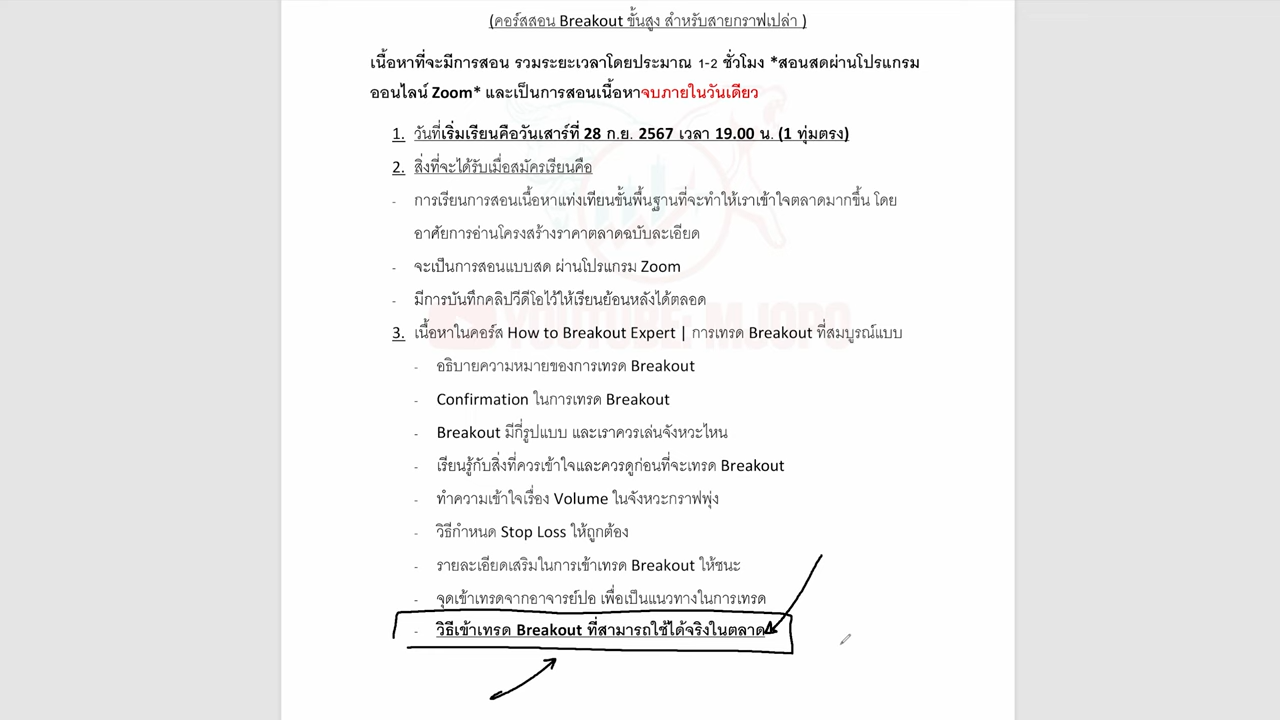 (คอร์สสอน Breakout ขั้นสูง สำหรับสายกราฟเปล่า )
เนื้อหาที่จะมีการสอน รวมระยะเวลาโดยประมาณ 1-2 ชั่วโมง *สอนสดผ่านโปรแกรม
ออนไลน์ Zoom* และเป็นการสอนเนื้อหาจบภายในวันเดียว
1. วันที่เริ่มเรียนคือวันเสาร์ที่ 28 ก.ย. 2567 เวลา 19.00 น. (1 ทุ่มตรง)
2. สิ่งที่จะได้รับเมื่อสมัครเรียนคือ
- การเรียนการสอนเนื้อหาแท่งเทียนขั้นพื้นฐานที่จะทำให้เราเข้าใจตลาดมากขึ้น โดย
อาศัยการอ่านโครงสร้างราคาตลาดฉบับละเอียด
- จะเป็นการสอนแบบสด ผ่านโปรแกรม Zoom
- มีการบันทึกคลิปวีดีโอไว้ให้เรียนย้อนหลังได้ตลอด
YOUTUBE: MJOPO
3. เนื้อหาในคอร์ส How to Breakout Expert | การเทรด Breakout ที่สมบูรณ์แบบ
- อธิบายความหมายของการเทรด Breakout
- Confirmation ในการเทรด Breakout
- Breakout มีกี่รูปแบบ และเราควรเล่นจังหวะไหน
- เรียนรู้กับสิ่งที่ควรเข้าใจและควรดูก่อนที่จะเทรด Breakout
- ทำความเข้าใจเรื่อง Volume ในจังหวะกราฟพุ่ง
- วิธีกำหนด Stop Loss ให้ถูกต้อง
- รายละเอียดเสริมในการเข้าเทรด Breakout ให้ชนะ
- จุดเข้าเทรดจากอาจารย์ปอ เพื่อเป็นแนวทางในการเทรด
- วิธีเข้าเทรด Breakout ที่สามารถใช้ได้จริงในตลาด